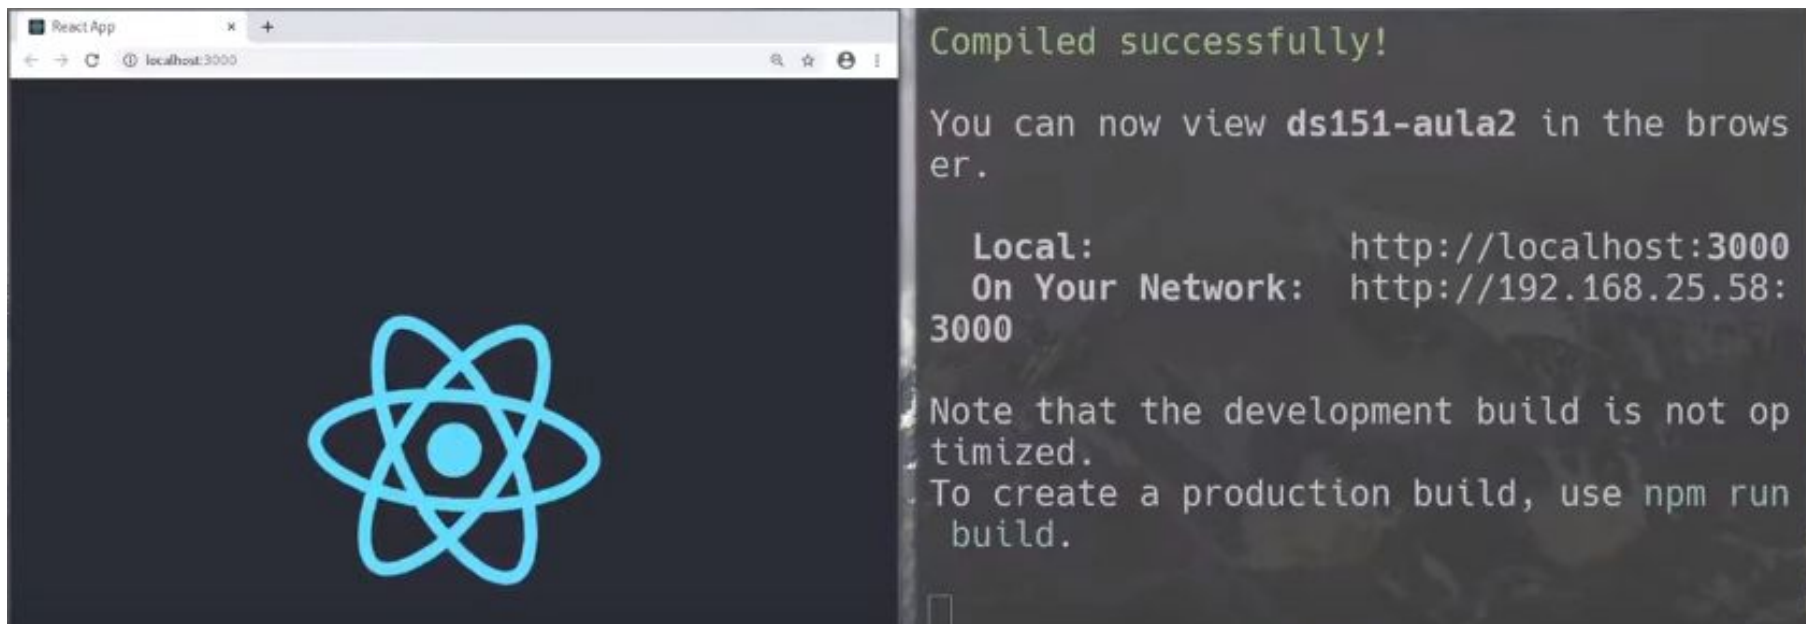 React App
localhost:3000
Compiled successfully!
You can now view ds151-aula2 in the brows
er.
Local: http://localhost:3000
On Your Network: http://192.168.25.58:
3000
Note that the development build is not op
timized.
To create a production build, use npm run
build.